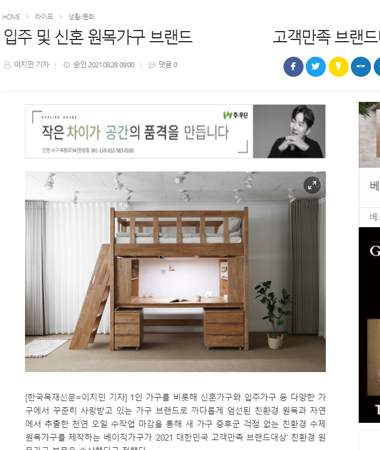 HOME > 라이프 > 생활/문화
입주 및 신혼 원목가구 브랜드 고객만족 브랜드
이지민 기자 승인 2021.08.28 09:00 댓글 0
HEALING HOUSE
주)우딘
작은 차이가 공간의 품격을 만듭니다
베
[한국목재신문=이지민 기자] 1인 가구를 비롯해 신혼가구와 입주가구 등 다양한 가
구에서 꾸준히 사랑받고 있는 가구 브랜드로 까다롭게 엄선된 친환경 원목과 자연
베
G
에서 추출한 천연 오일 수작업 마감을 통해 새 가구 증후군 걱정 없는 친환경 수제
원목가구를 제작하는 베이직가구가 '2021 대한민국 고객만족 브랜드대상' 친환경 원
T